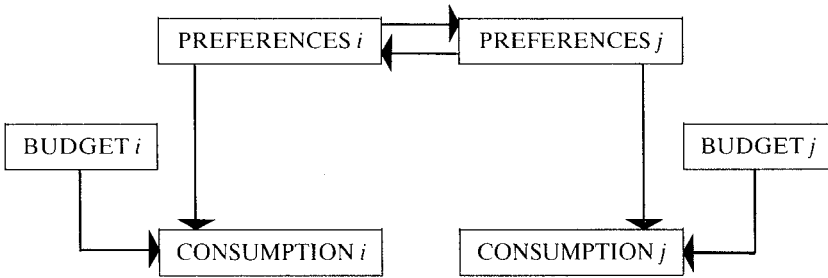 PREFERENCES i
PREFERENCES j
BUDGET i
BUDGET j
CONSUMPTION i
CONSUMPTION j